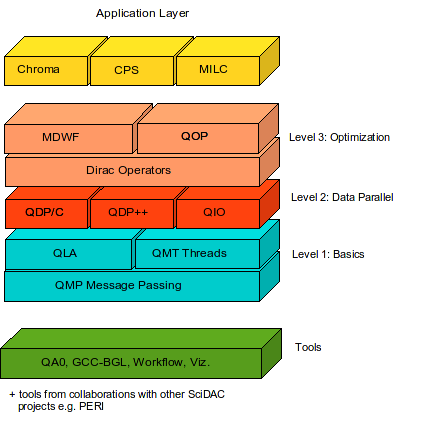 Application Layer
Chroma
CPS
MILC
MDWF
QOP
Level 3: Optimization
Dirac Operators
Level 2: Data Parallel
QDP/C
QDP++
QIO
QLA
QMT Threads
Level 1: Basics
QMP Message Passing
Tools
QA0, GCC-BGL, Workflow, Viz.
+ tools from collaborations with other SciDAC
projects e.g. PERI